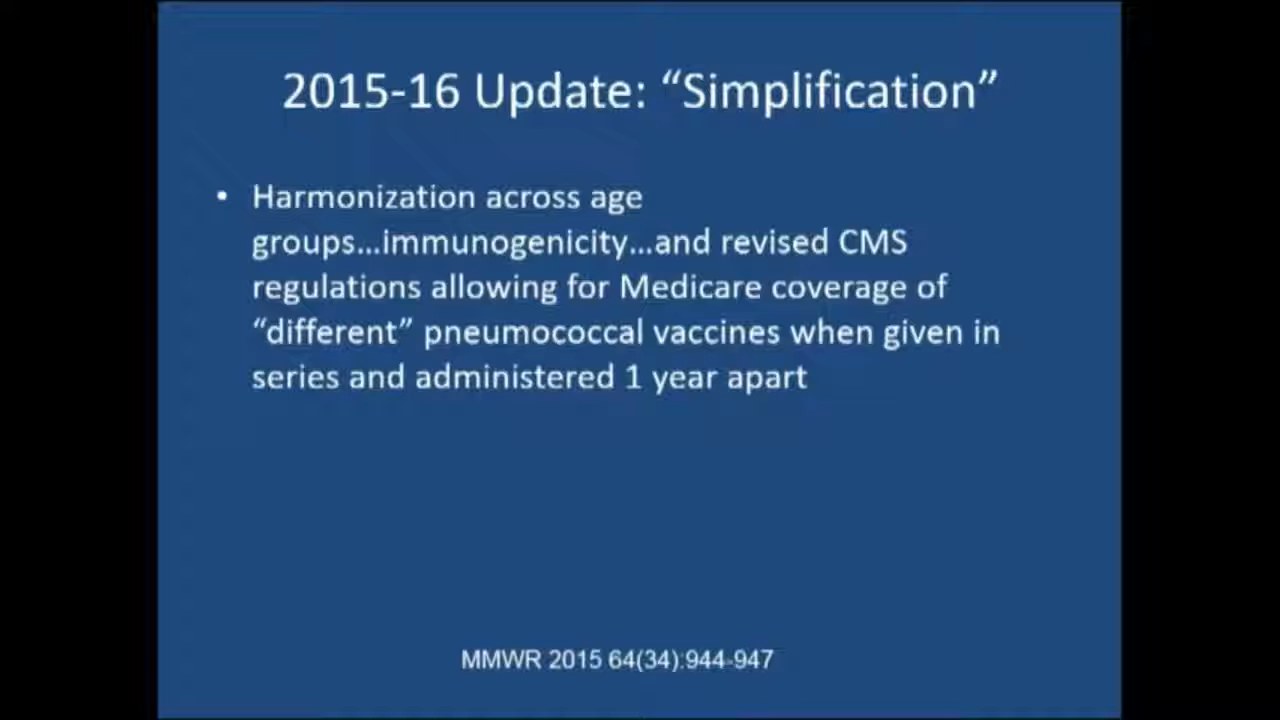 2015-16 Update: “Simplification”
• Harmonization across age
groups...immunogenicity...and revised CMS
regulations allowing for Medicare coverage of
“different” pneumococcal vaccines when given in
series and administered 1 year apart
MMWR 2015 64(34):944-947